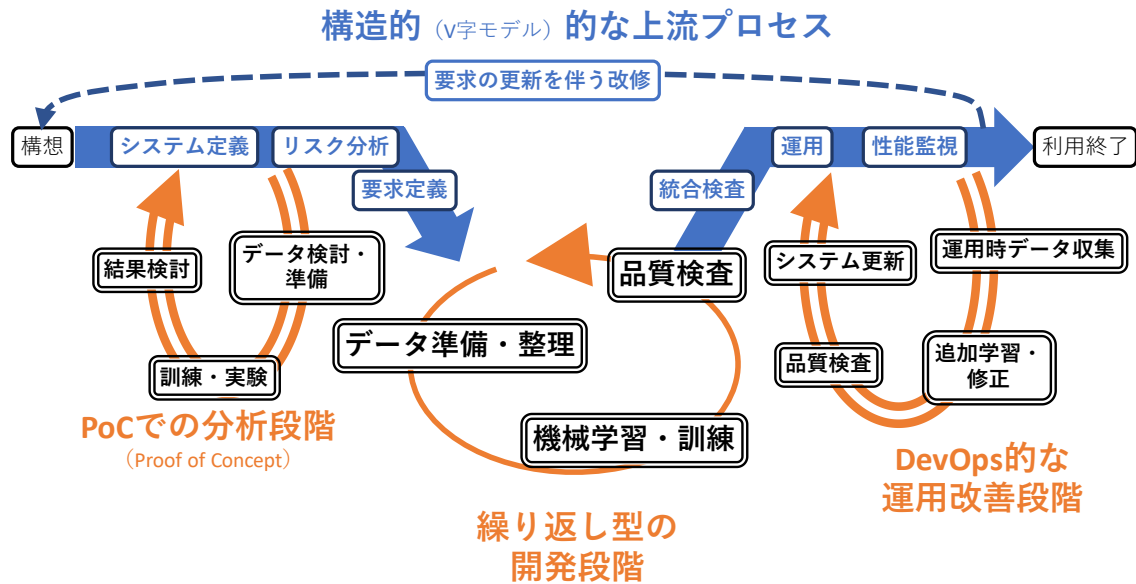 構造的（V字モデル）的な上流プロセス
要求の更新を伴う改修
構想
システム定義
リスク分析
要求定義
統合検査
運用
性能監視
利用終了
結果検討
データ検討・
準備
訓練・実験
PoCでの分析段階
（Proof of Concept）
データ準備・整理
品質検査
機械学習・訓練
繰り返し型の
開発段階
システム更新
運用時データ収集
品質検査
追加学習・
修正
DevOps的な
運用改善段階